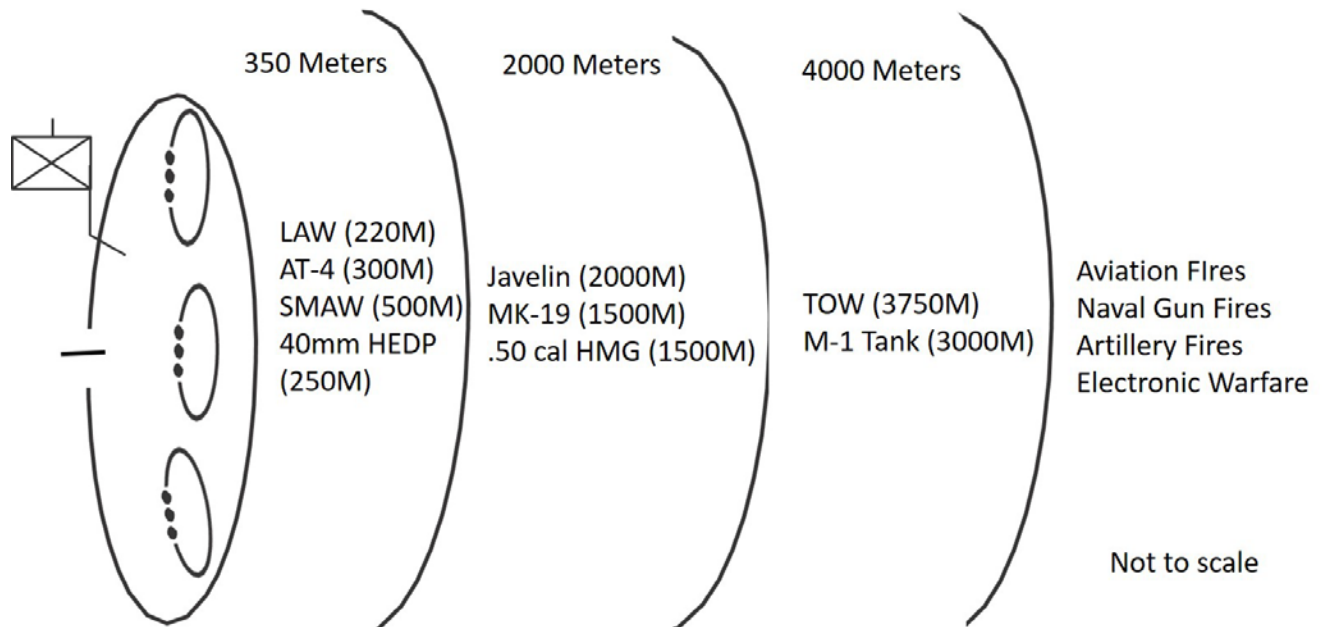 350 Meters
2000 Meters
4000 Meters
LAW (220M)
AT-4 (300M)
SMAW (500M)
40mm HEDP
(250M)
Javelin (2000M)
MK-19 (1500M)
.50 cal HMG (1500M)
TOW (3750M)
M-1 Tank (3000M)
Aviation FIres
Naval Gun Fires
Artillery Fires
Electronic Warfare
Not to scale